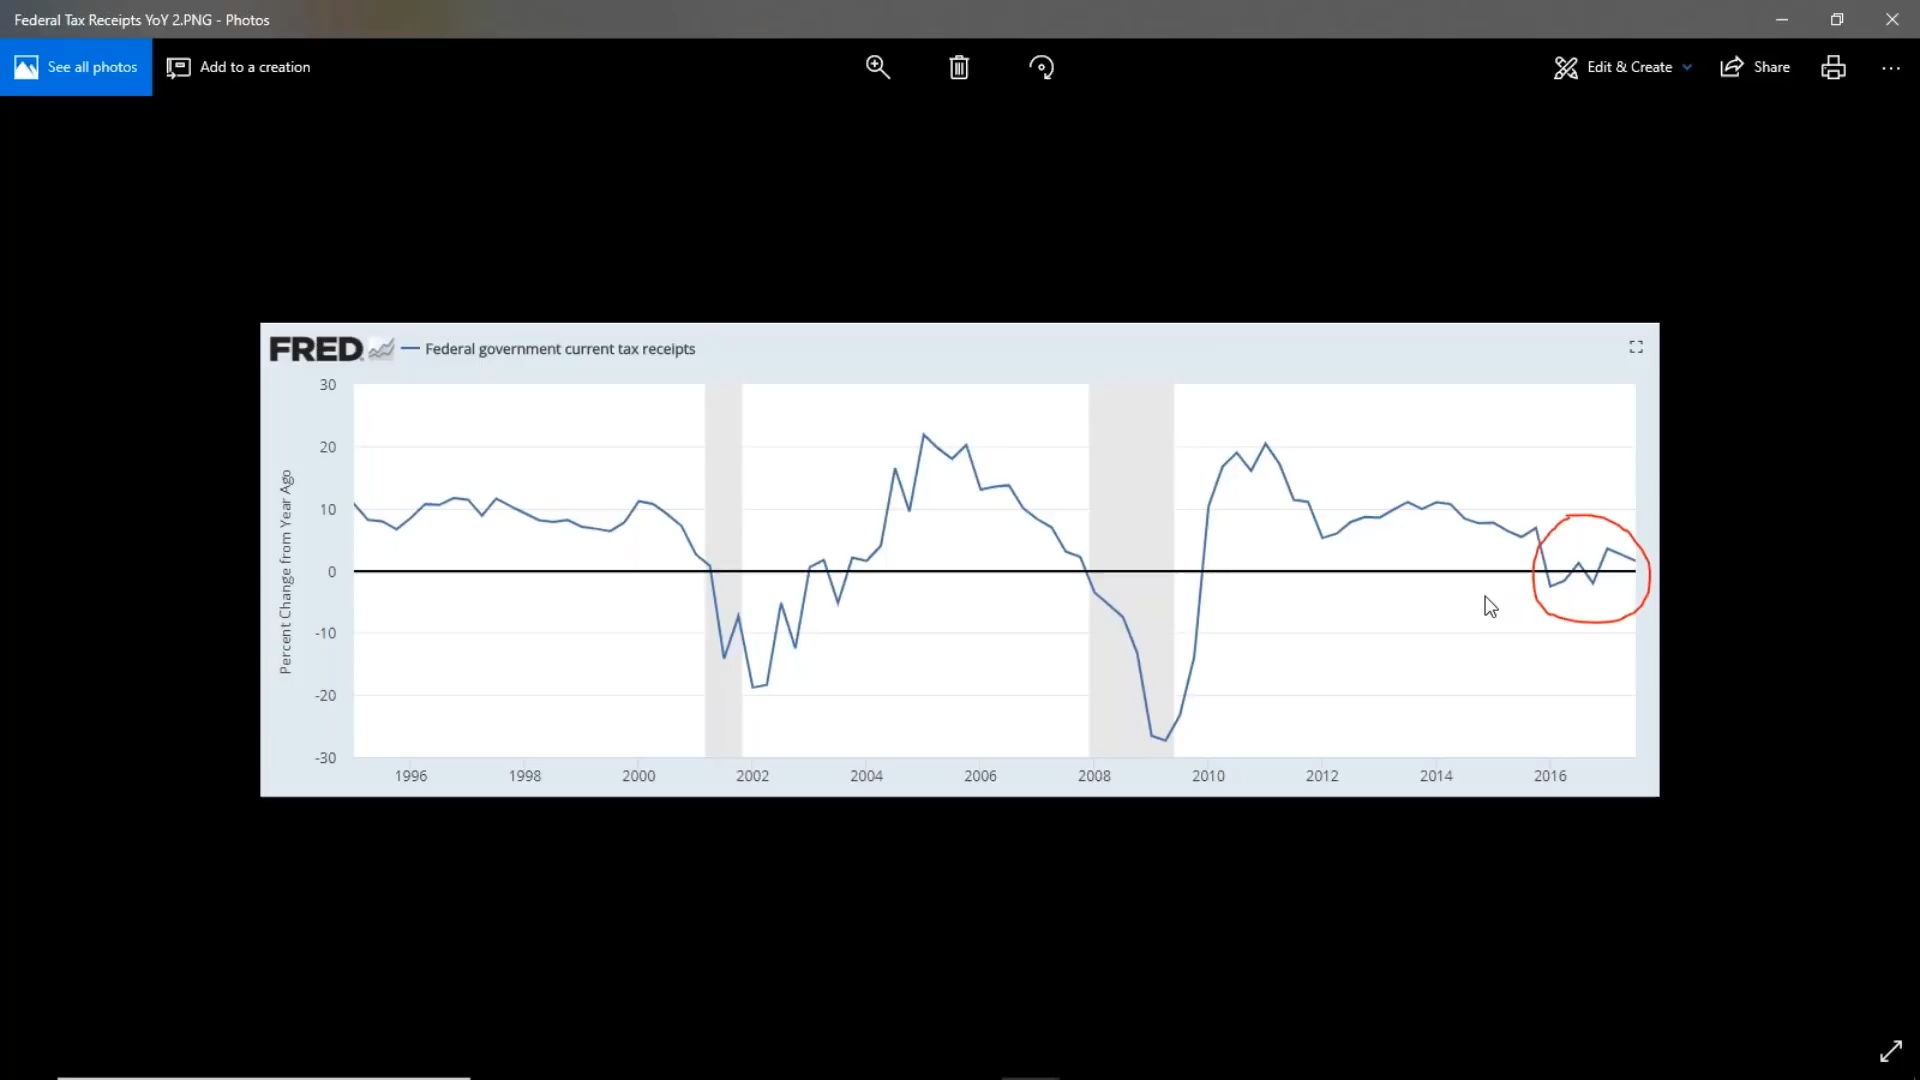 Federal Tax Receipts YoY 2.PNG - Photos
See all photos
Add to a creation
Edit & Create
Share
FRED
Federal government current tax receipts
Percent Change from Year Ago
30
20
10
0
-10
-20
-30
1996 1998 2000 2002 2004 2006 2008 2010 2012 2014 2016